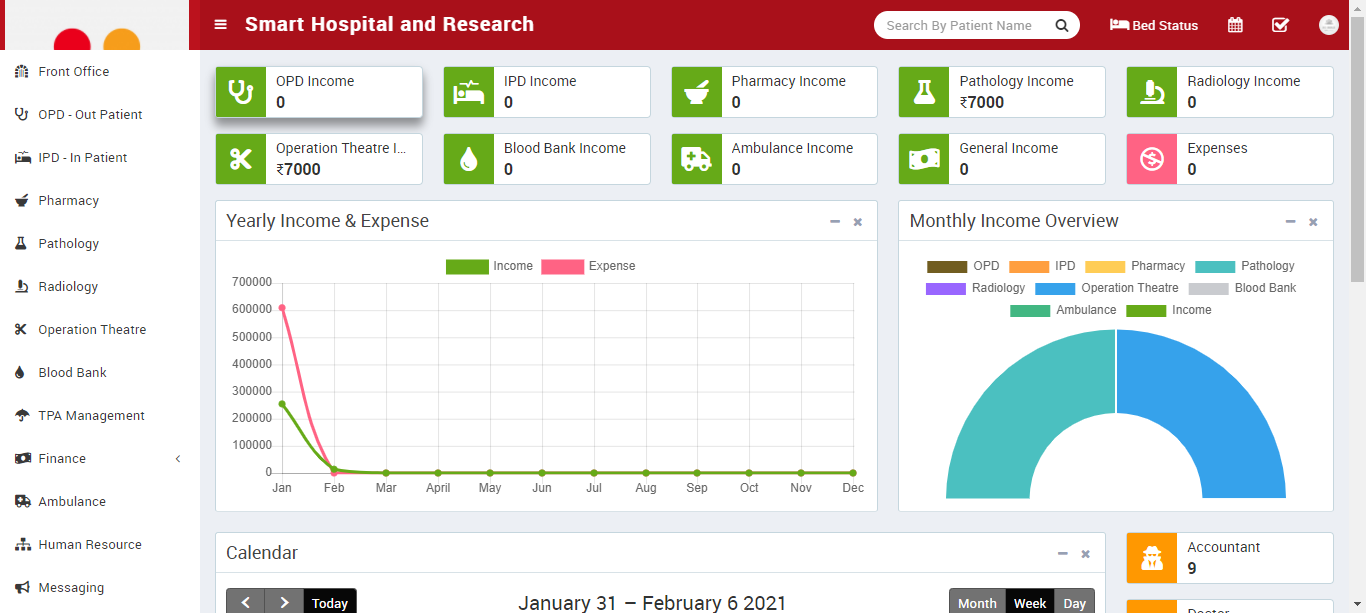 Smart Hospital and Research
Search By Patient Name
Bed Status
Front Office
OPD - Out Patient
IPD - In Patient
Pharmacy
Pathology
Radiology
Operation Theatre
Blood Bank
TPA Management
Finance
Ambulance
Human Resource
Messaging
OPD Income
0
IPD Income
0
Pharmacy Income
0
Pathology Income
₹7000
Radiology Income
0
Operation Theatre I...
₹7000
Blood Bank Income
0
Ambulance Income
0
General Income
0
Expenses
0
Yearly Income & Expense
Income Expense
700000
600000
500000
400000
300000
200000
100000
0
Jan Feb Mar April May Jun Jul Aug Sep Oct Nov Dec
Monthly Income Overview
OPD IPD Pharmacy Pathology
Radiology Operation Theatre Blood Bank
Ambulance Income
Calendar
Today
January 31 – February 6 2021
Month Week Day
Accountant
9
Doctor